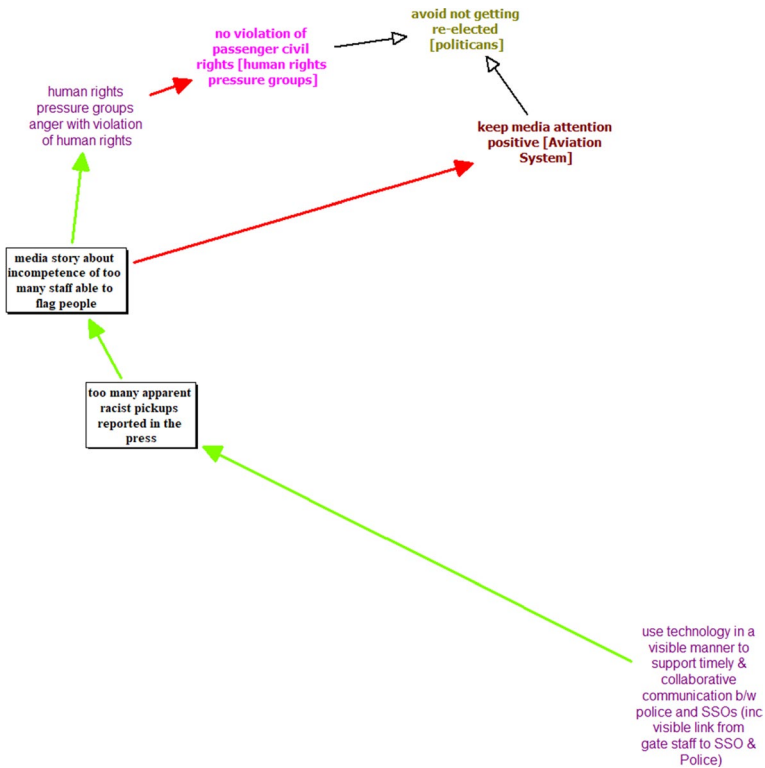 avoid not getting
re-elected
[politicans]
no violation of
passenger civil
rights [human rights
pressure groups]
human rights
pressure groups
anger with violation
of human rights
keep media attention
positive [Aviation
System]
media story about
incompetence of too
many staff able to
flag people
too many apparent
racist pickups
reported in the
press
use technology in a
visible manner to
support timely &
collaborative
communication b/w
police and SSOs (inc
visible link from
gate staff to SSO &
Police)